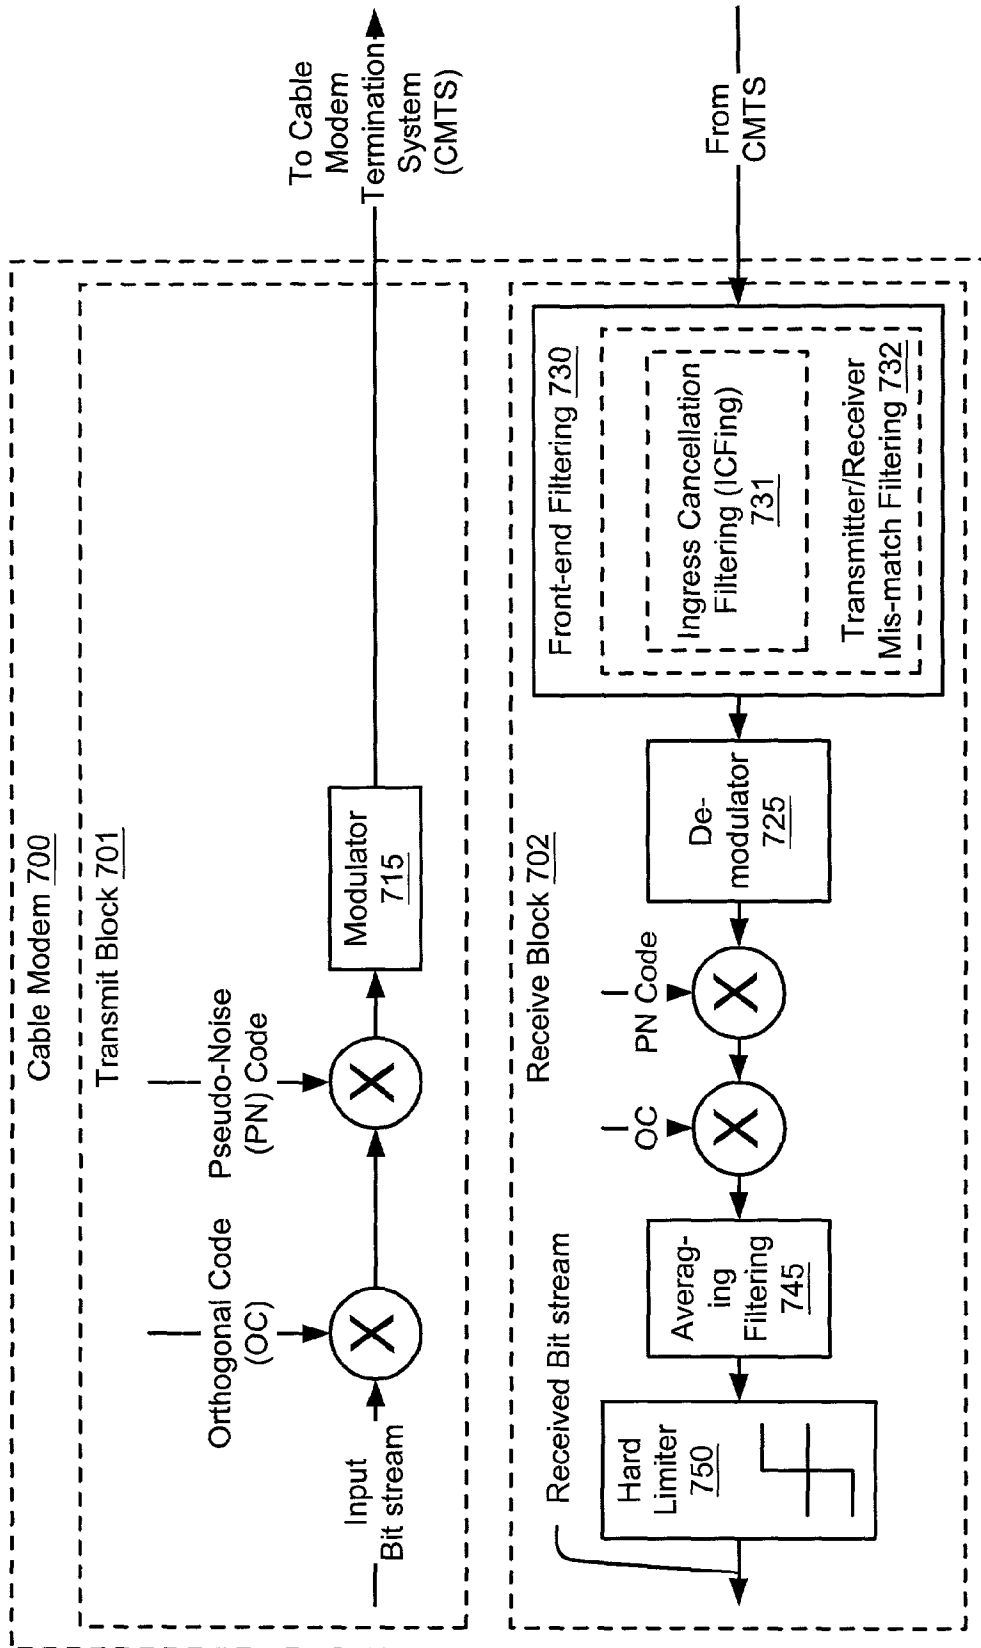 Cable Modem 700
Transmit Block 701
Input
Bit stream
Orthogonal Code
(OC)
X
Pseudo-Noise
(PN) Code
X
Modulator
715
To Cable
Modem
Termination
System
(CMTS)
Receive Block 702
Received Bit stream
Hard
Limiter
750
Averag-
ing
Filtering
745
OC
X
PN Code
X
De-
modulator
725
Front-end Filtering 730
Ingress Cancellation
Filtering (ICFing)
731
Transmitter/Receiver
Mis-match Filtering 732
From
CMTS